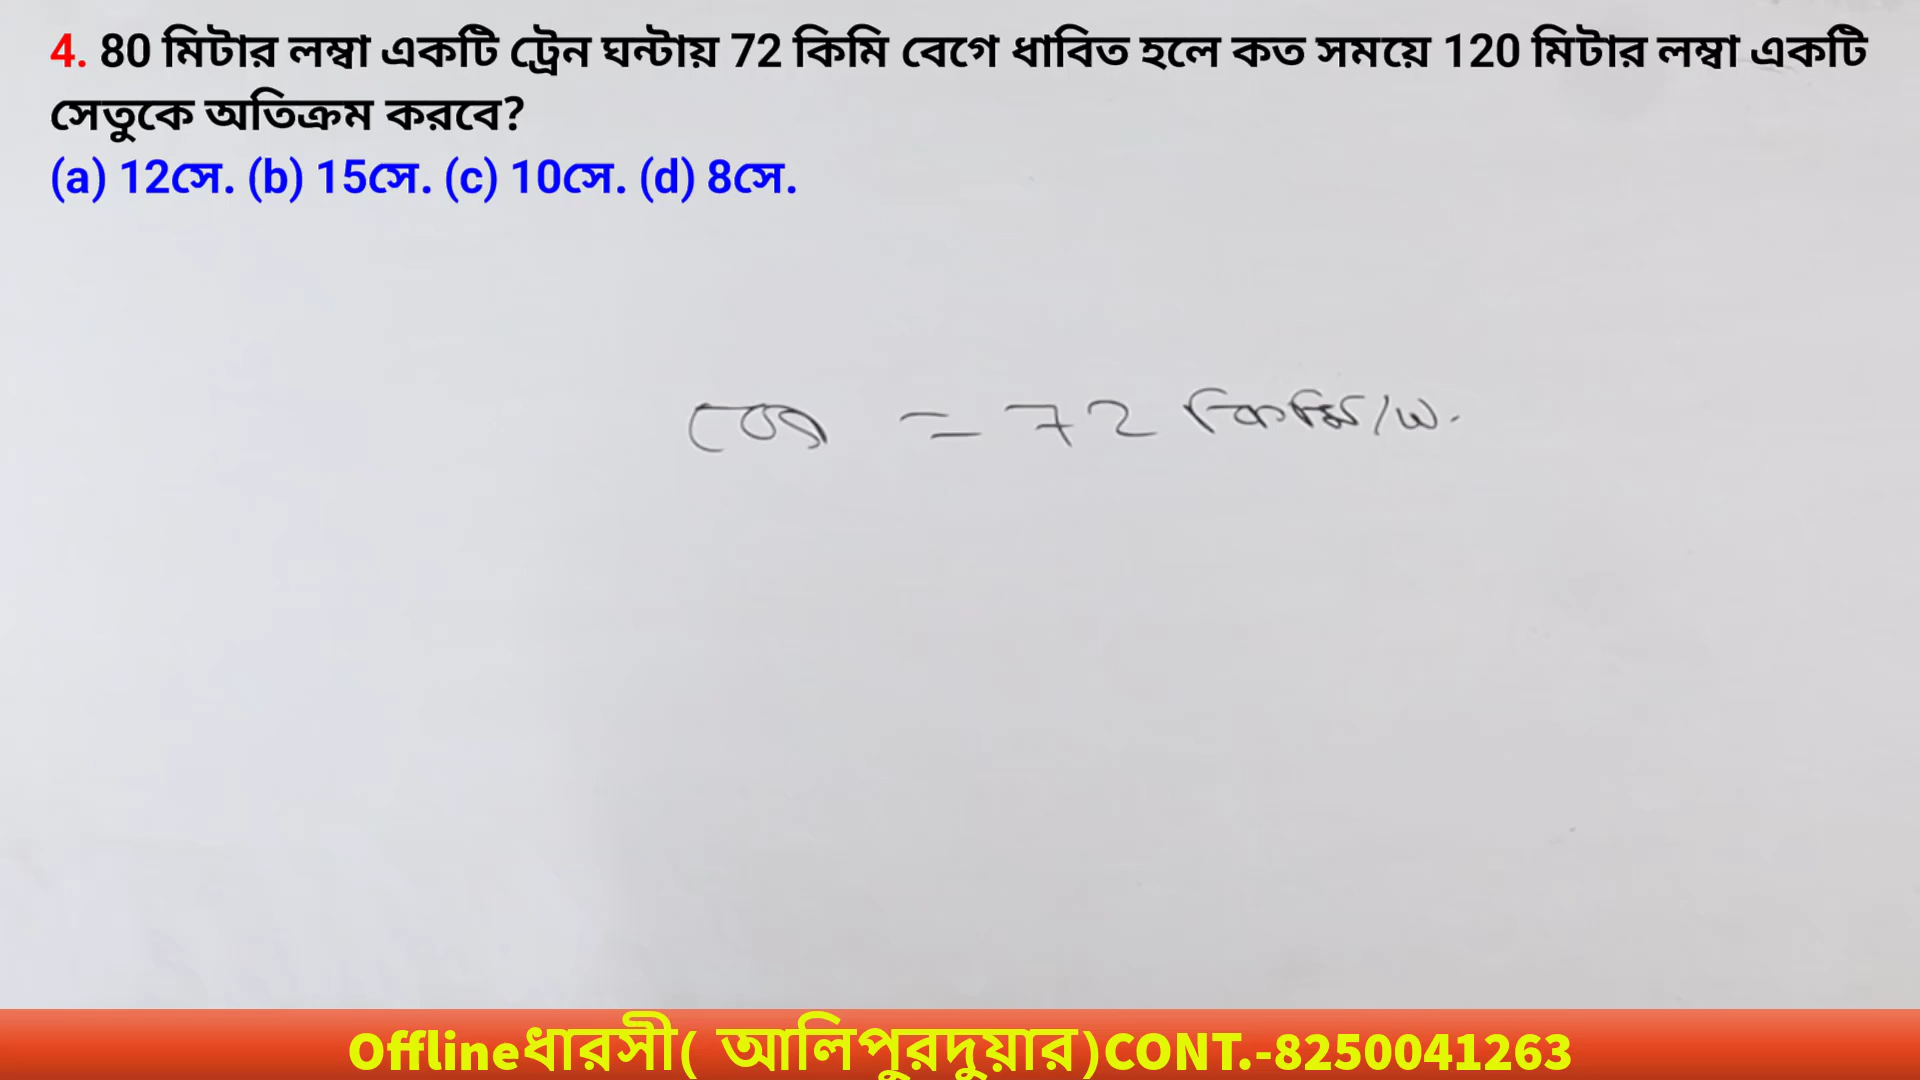 4. 80 মিটার লম্বা একটি ট্রেন ঘন্টায় 72 কিমি বেগে ধাবিত হলে কত সময়ে 120 মিটার লম্বা একটি
সেতুকে অতিক্রম করবে?
(a) 12সে. (b) 15সে. (c) 10সে. (d) 8সে.
বেগ = 72 কিমি/ঘ.
Offlineধারসী( আলিপুরদুয়ার)CONT.-8250041263